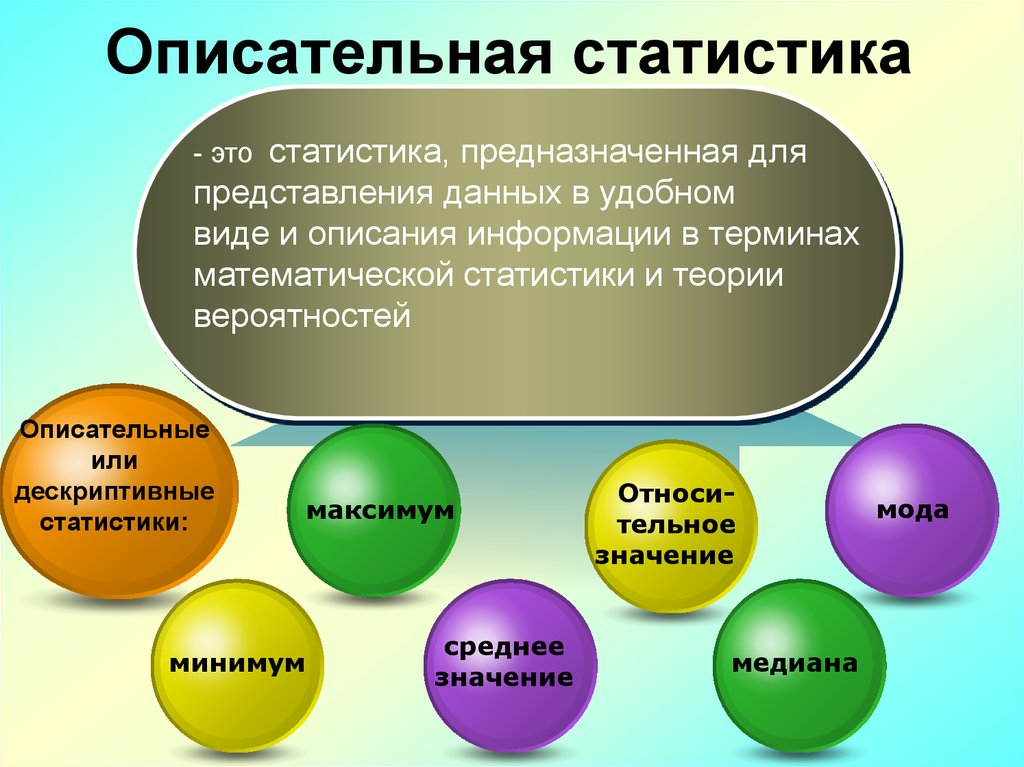 Описательная статистика
- это статистика, предназначенная для
представления данных в удобном
виде и описания информации в терминах
математической статистики и теории
вероятностей
Описательные
или
дескриптивные
статистики:
минимум
максимум
среднее
значение
Относи-
тельное
значение
медиана
мода